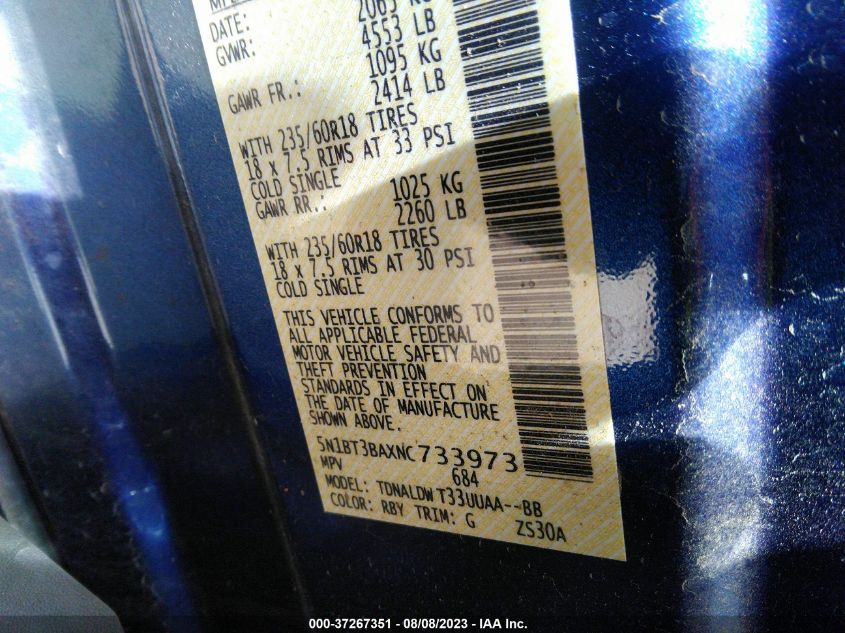 DATE:
GVWR: 4553 LB
1095 KG
GAWR FR.: 2414 LB
WITH 235/60R18 TIRES
18 x 7.5 RIMS AT 33 PSI
COLD SINGLE
1025 KG
GAWR RR.: 2260 LB
WITH 235/60R18 TIRES
18 x 7.5 RIMS AT 30 PSI
COLD SINGLE
THIS VEHICLE CONFORMS TO
ALL APPLICABLE FEDERAL
MOTOR VEHICLE SAFETY AND
THEFT PREVENTION
STANDARDS IN EFFECT ON
THE DATE OF MANUFACTURE
SHOWN ABOVE.
5N1BT3BAXNC733973
MPV 684
MODEL: TDNALDWT33UUAA--BB
COLOR: RBY TRIM: G ZS30A
000-37267351 - 08/08/2023 - IAA Inc.